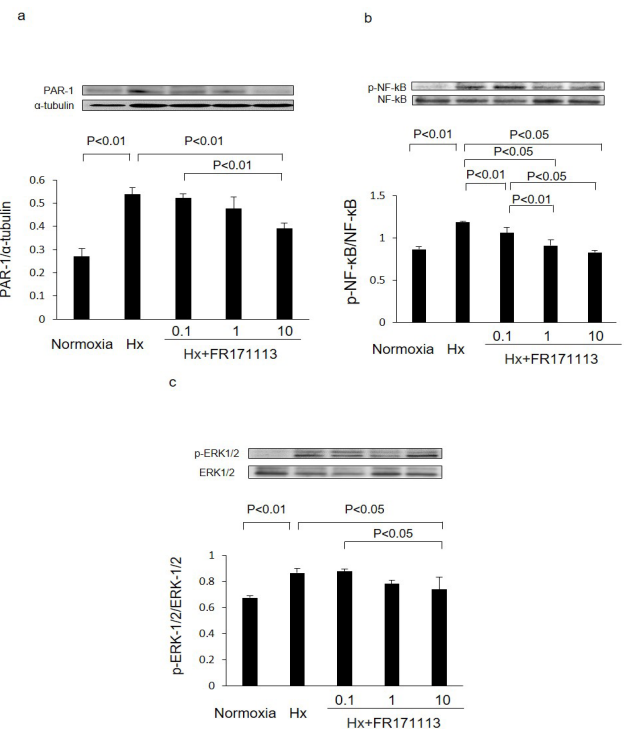 a
PAR-1
α-tubulin
P<0.01 P<0.01
P<0.01
PAR-1/α-tubulin
0.6
0.5
0.4
0.3
0.2
0.1
0
0.1 1 10
Normoxia Hx
Hx+FR171113
b
p-NF-kB
NF-kB
P<0.01 P<0.05
P<0.05
P<0.01 P<0.05
P<0.01
p-NF-κB/NF-κB
1.5
1
0.5
0
0.1 1 10
Normoxia Hx
Hx+FR171113
c
p-ERK1/2
ERK1/2
P<0.01 P<0.05
P<0.05
p-ERK-1/2/ERK-1/2
1
0.8
0.6
0.4
0.2
0
0.1 1 10
Normoxia Hx
Hx+FR171113